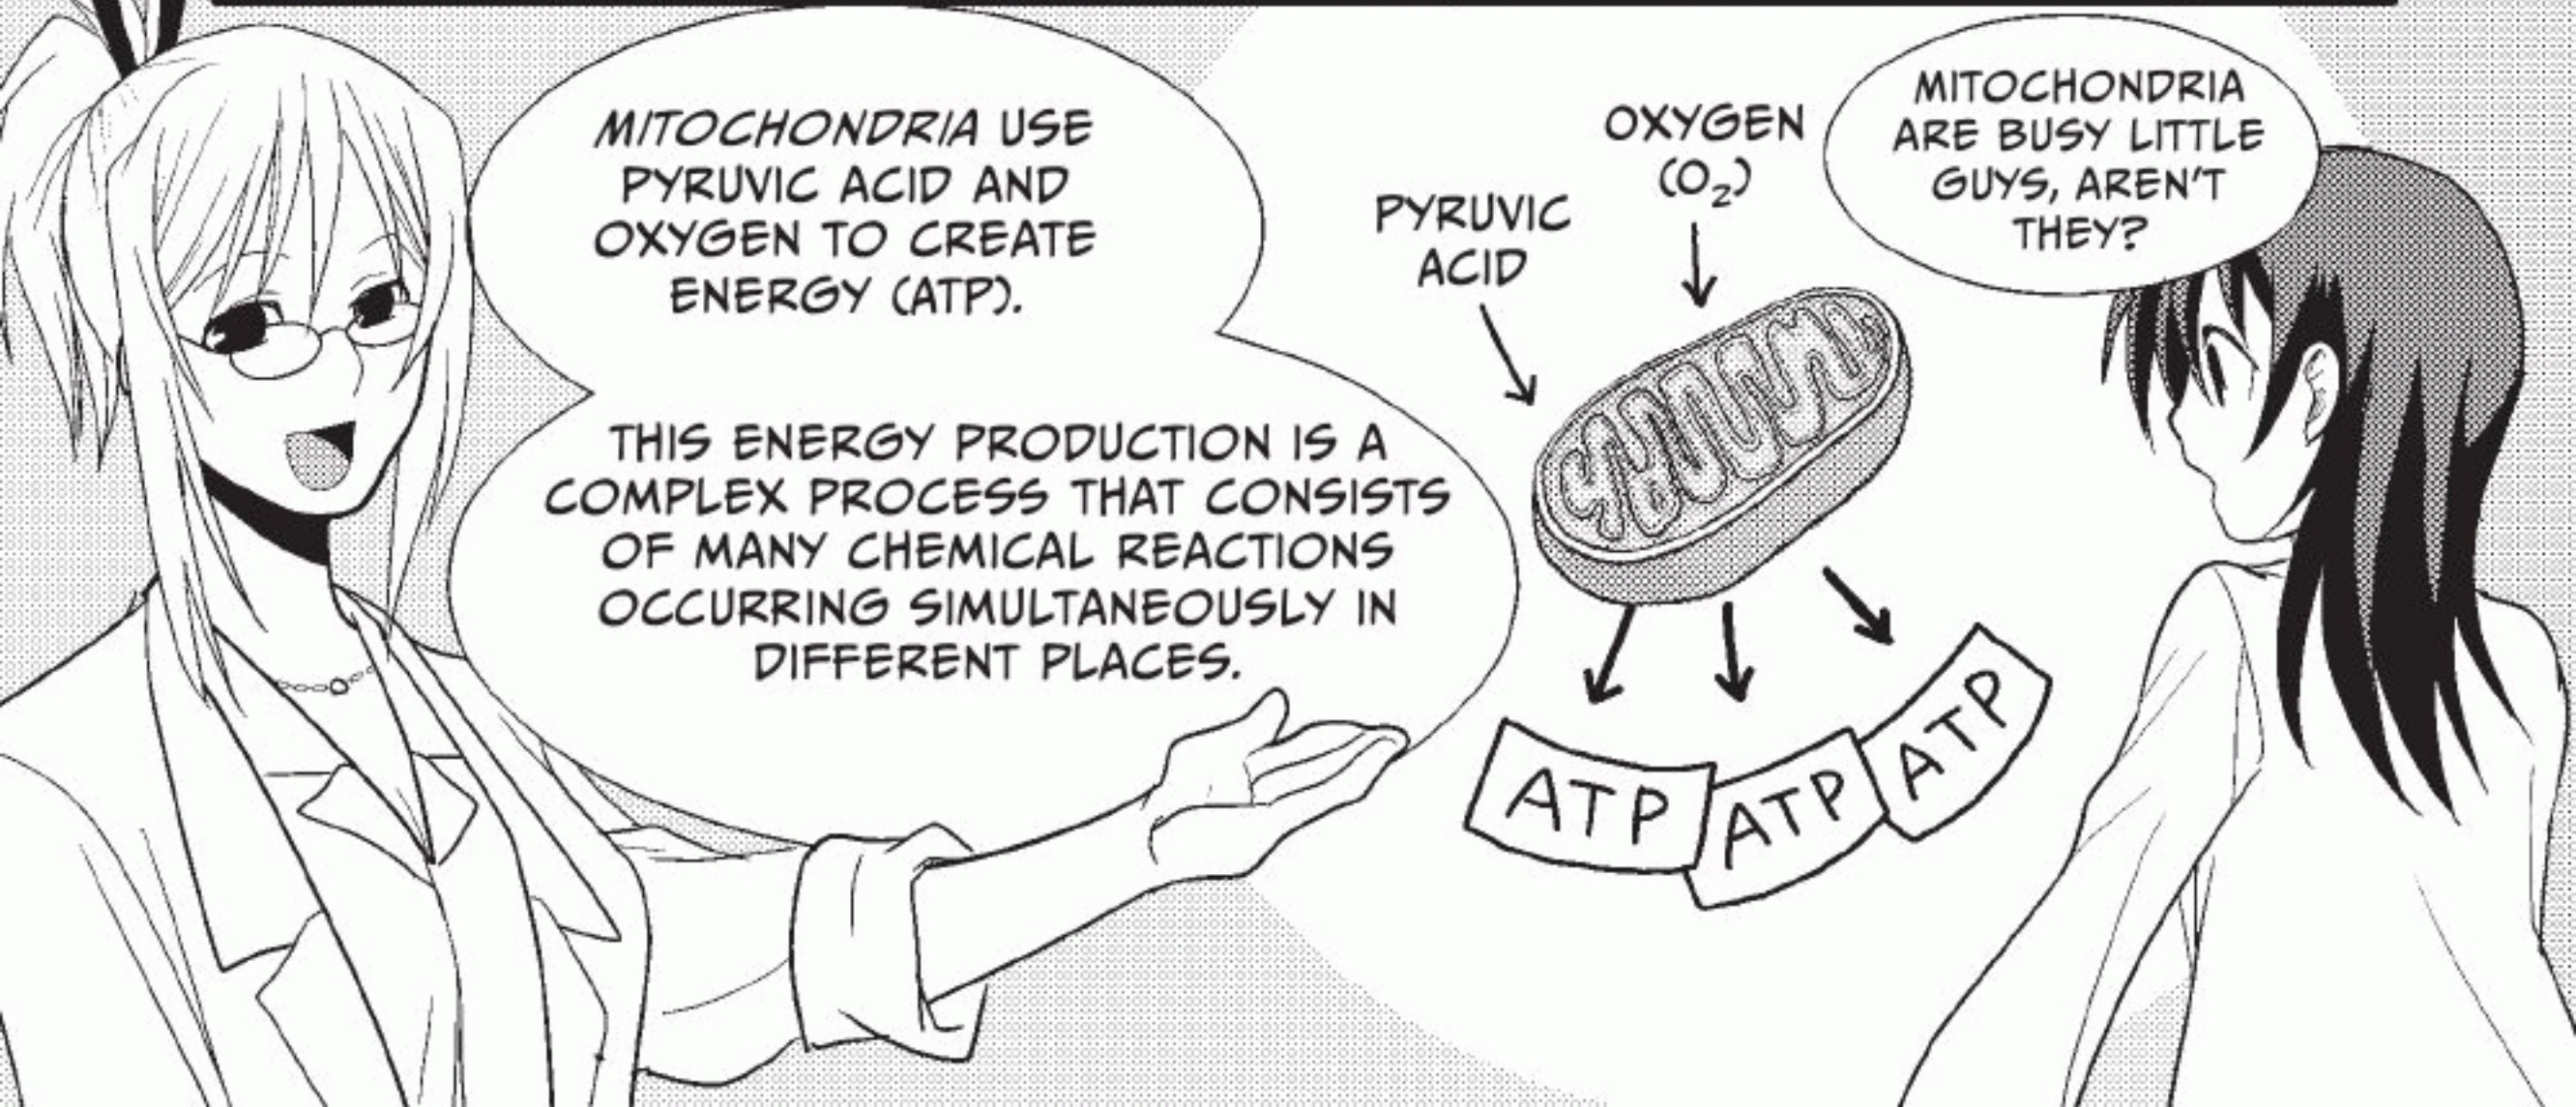 MITOCHONDRIA USE
PYRUVIC ACID AND
OXYGEN TO CREATE
ENERGY (ATP).
THIS ENERGY PRODUCTION IS A
COMPLEX PROCESS THAT CONSISTS
OF MANY CHEMICAL REACTIONS
OCCURRING SIMULTANEOUSLY IN
DIFFERENT PLACES.
PYRUVIC
ACID
OXYGEN
(O₂)
ATP
ATP
ATP
MITOCHONDRIA
ARE BUSY LITTLE
GUYS, AREN'T
THEY?